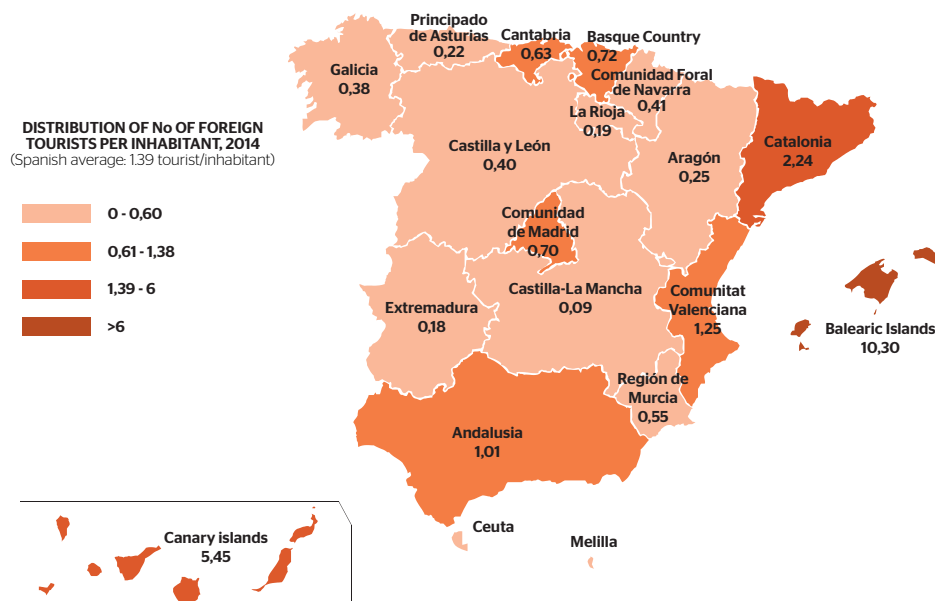 DISTRIBUTION OF No OF FOREIGN
TOURISTS PER INHABITANT, 2014
(Spanish average: 1.39 tourist/inhabitant)
0 - 0,60
0,61 - 1,38
1,39 - 6
>6
Principado
de Asturias
0,22
Cantabria
0,63
Basque Country
0,72
Galicia
0,38
Comunidad Foral
de Navarra
0,41
La Rioja
0,19
Castilla y León
0,40
Aragón
0,25
Catalonia
2,24
Comunidad
de Madrid
0,70
Extremadura
0,18
Castilla-La Mancha
0,09
Comunitat
Valenciana
1,25
Balearic Islands
10,30
Región de
Murcia
0,55
Andalusia
1,01
Canary islands
5,45
Ceuta
Melilla